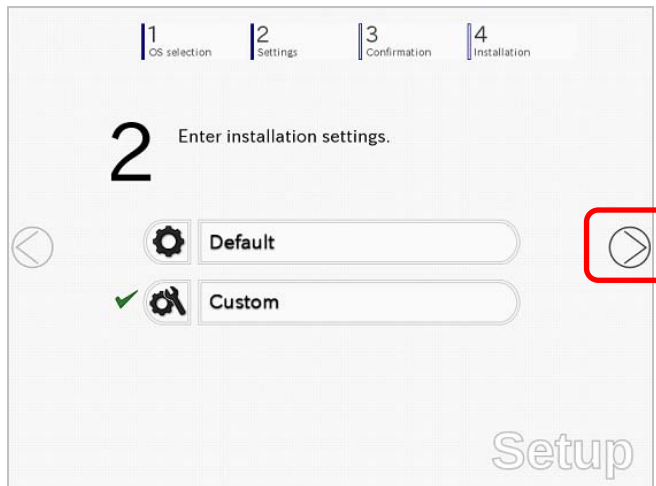 1
OS selection
2
Settings
3
Confirmation
4
Installation
2
Enter installation settings.
Default
Custom
Setup